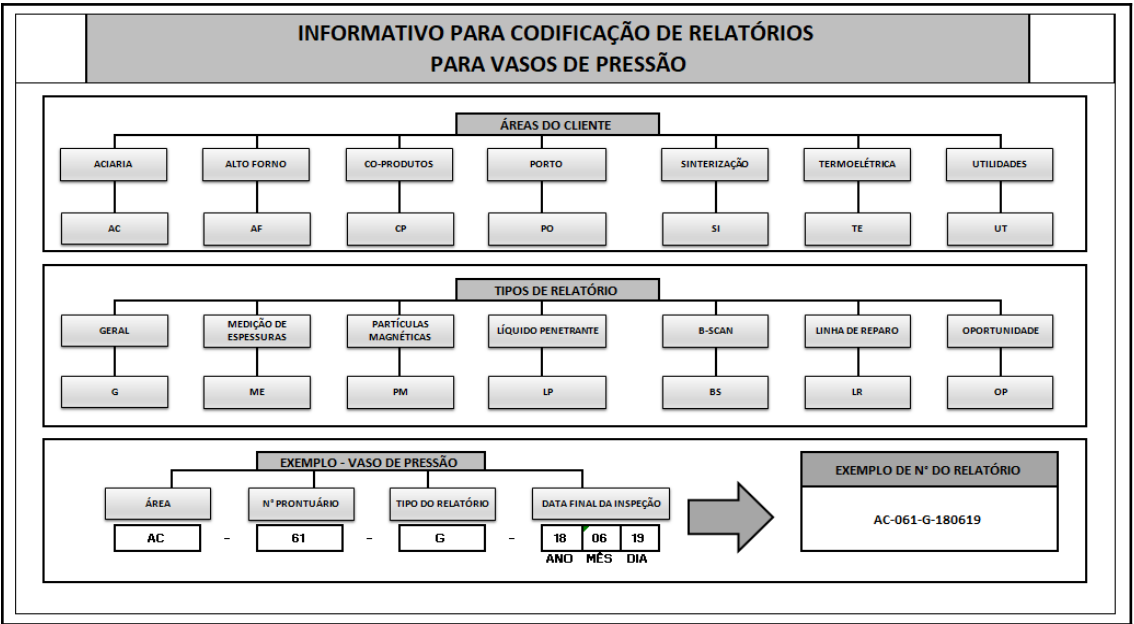 INFORMATIVO PARA CODIFICAÇÃO DE RELATÓRIOS
PARA VASOS DE PRESSÃO
ÁREAS DO CLIENTE
ACIARIA
ALTO FORNO
CO-PRODUTOS
PORTO
SINTERIZAÇÃO
TERMOELÉTRICA
UTILIDADES
AC
AF
CP
PO
SI
TE
UT
TIPOS DE RELATÓRIO
GERAL
MEDIÇÃO DE
ESPESSURAS
PARTÍCULAS
MAGNÉTICAS
LÍQUIDO PENETRANTE
B-SCAN
LINHA DE REPARO
OPORTUNIDADE
G
ME
PM
LP
BS
LR
OP
EXEMPLO - VASO DE PRESSÃO
ÁREA
N° PRONTUÁRIO
TIPO DO RELATÓRIO
DATA FINAL DA INSPEÇÃO
AC - 61 - G - 18 06 19
ANO MÊS DIA
EXEMPLO DE N° DO RELATÓRIO
AC-061-G-180619